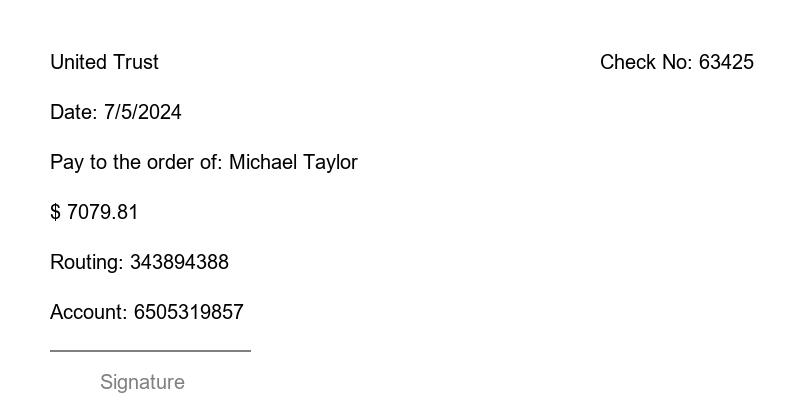 United Trust
Check No: 63425
Date: 7/5/2024
Pay to the order of: Michael Taylor
$ 7079.81
Routing: 343894388
Account: 6505319857
Signature